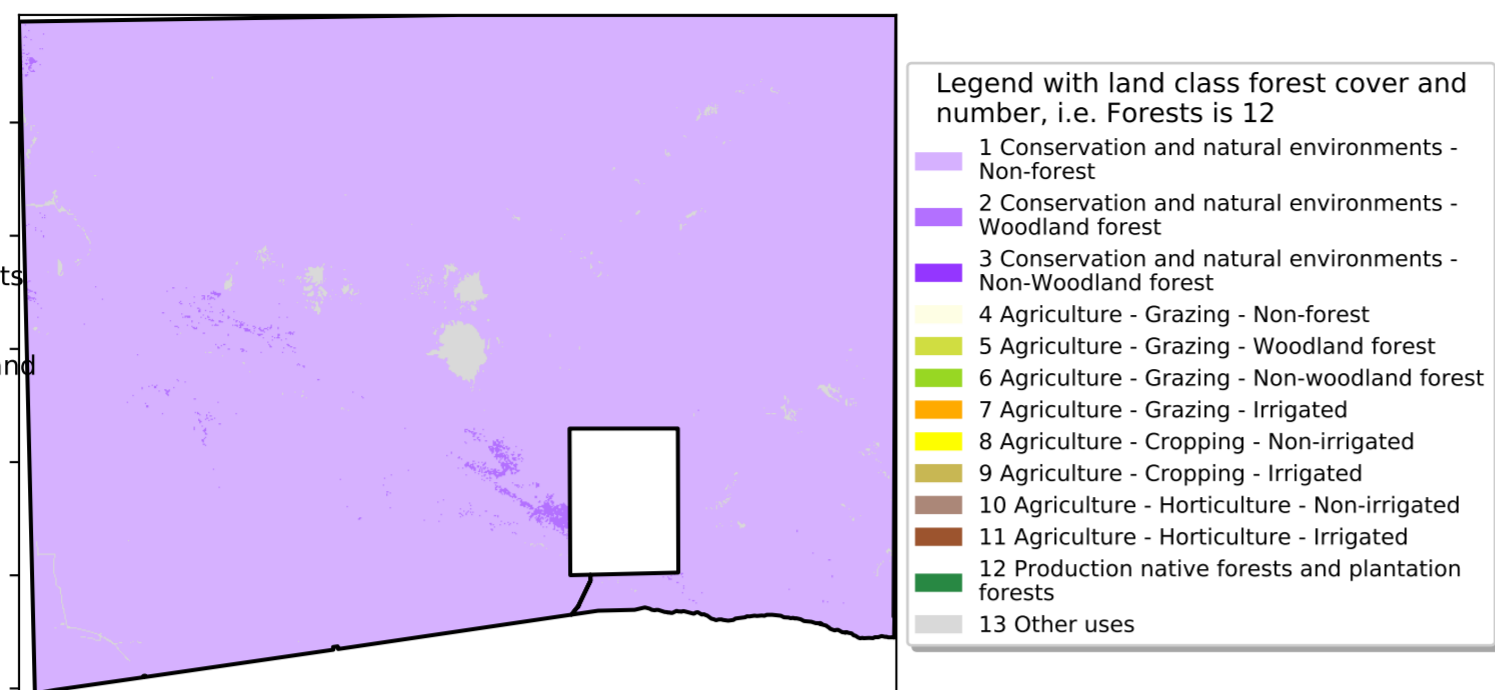 Legend with land class forest cover and
number, i.e. Forests is 12
1 Conservation and natural environments -
Non-forest
2 Conservation and natural environments -
Woodland forest
3 Conservation and natural environments -
Non-Woodland forest
4 Agriculture - Grazing - Non-forest
5 Agriculture - Grazing - Woodland forest
6 Agriculture - Grazing - Non-woodland forest
7 Agriculture - Grazing - Irrigated
8 Agriculture - Cropping - Non-irrigated
9 Agriculture - Cropping - Irrigated
10 Agriculture - Horticulture - Non-irrigated
11 Agriculture - Horticulture - Irrigated
12 Production native forests and plantation
forests
13 Other uses